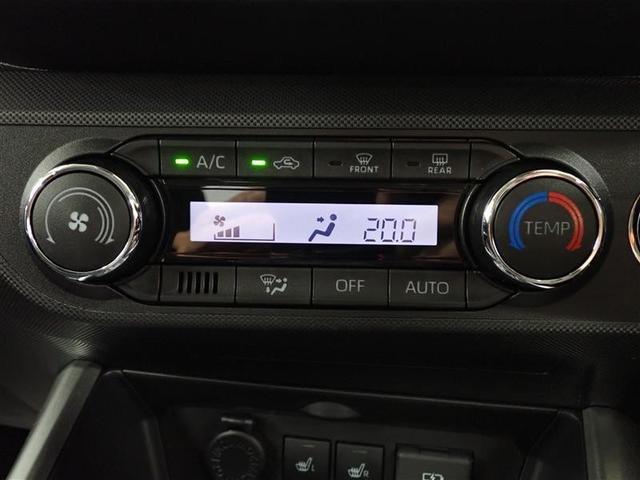 A/C
FRONT
REAR
20.0
TEMP
OFF
AUTO
L
R